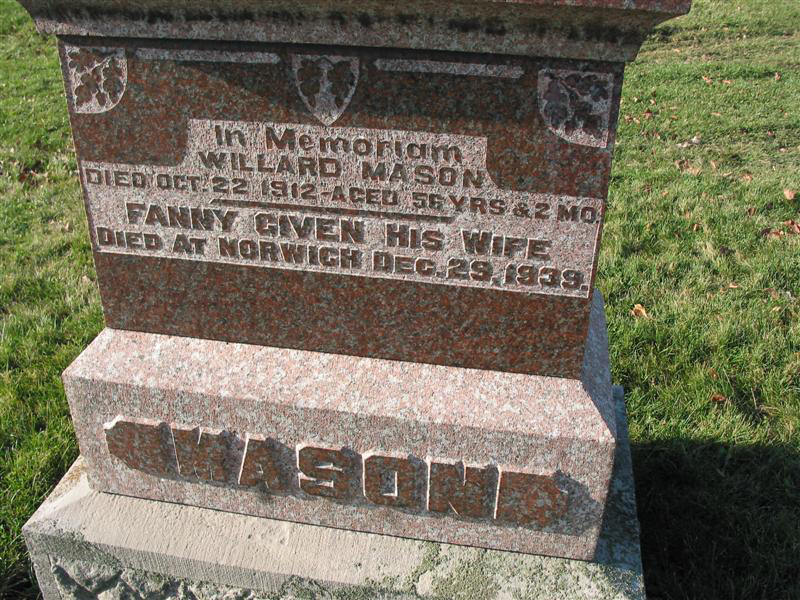 In Memoriam
WILLARD MASON
DIED OCT. 22 1912 - AGED 56 YRS & 2 MO.
FANNY GIVEN HIS WIFE
DIED AT NORWICH DEC. 29, 1939.
MASON